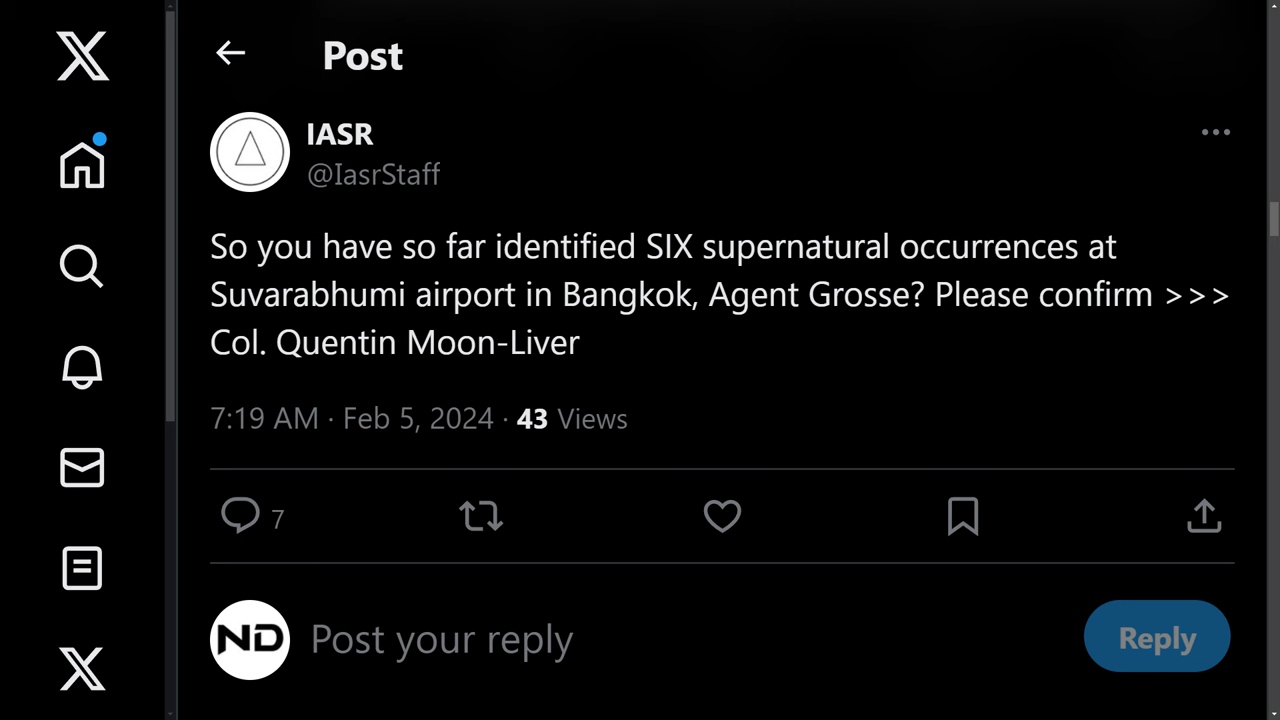 Post
IASR
@IasrStaff
So you have so far identified SIX supernatural occurrences at
Suvarabhumi airport in Bangkok, Agent Grosse? Please confirm >>>
Col. Quentin Moon-Liver
7:19 AM · Feb 5, 2024 · 43 Views
7
ND
Post your reply
Reply